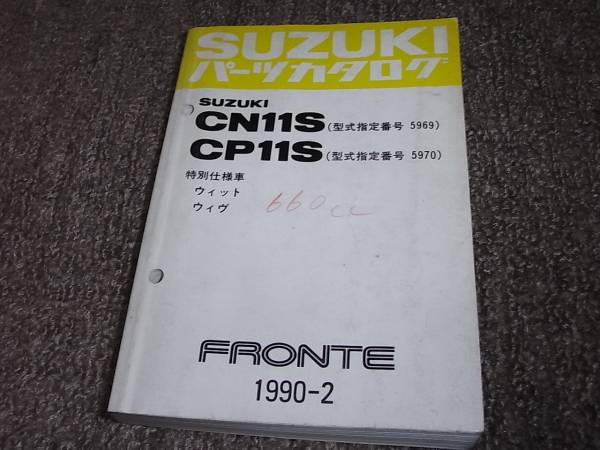 SUZUKI
パーツカタログ
SUZUKI
CN11S (型式指定番号 5969)
CP11S (型式指定番号 5970)
特別仕様車
ウィット
ウィヴ
660cc
FRONTE
1990-2